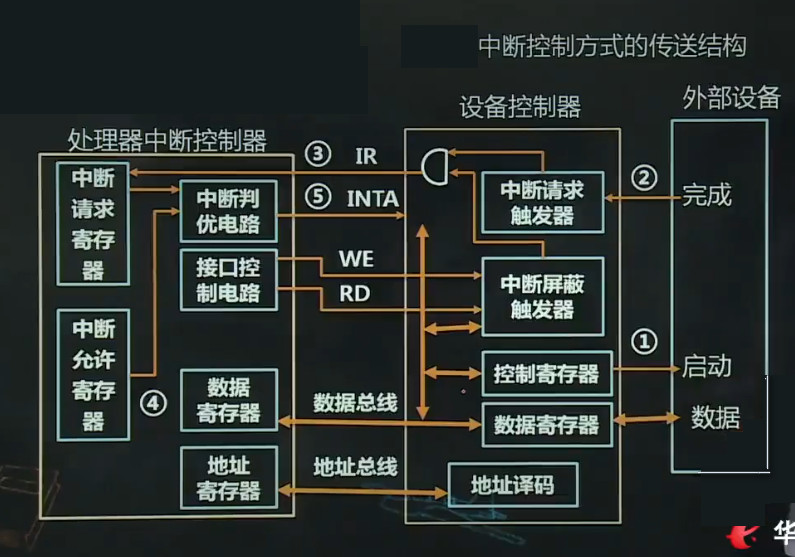 中断控制方式的传送结构
处理器中断控制器
设备控制器
外部设备
中断
请求
寄存
器
中断判
优电路
接口控
制电路
中断
允许
寄存
器
④
数据
寄存器
地址
寄存器
③ IR
⑤ INTA
WE
RD
数据总线
地址总线
中断请求
触发器
中断屏蔽
触发器
控制寄存器
数据寄存器
地址译码
②
完成
①
启动
数据
华